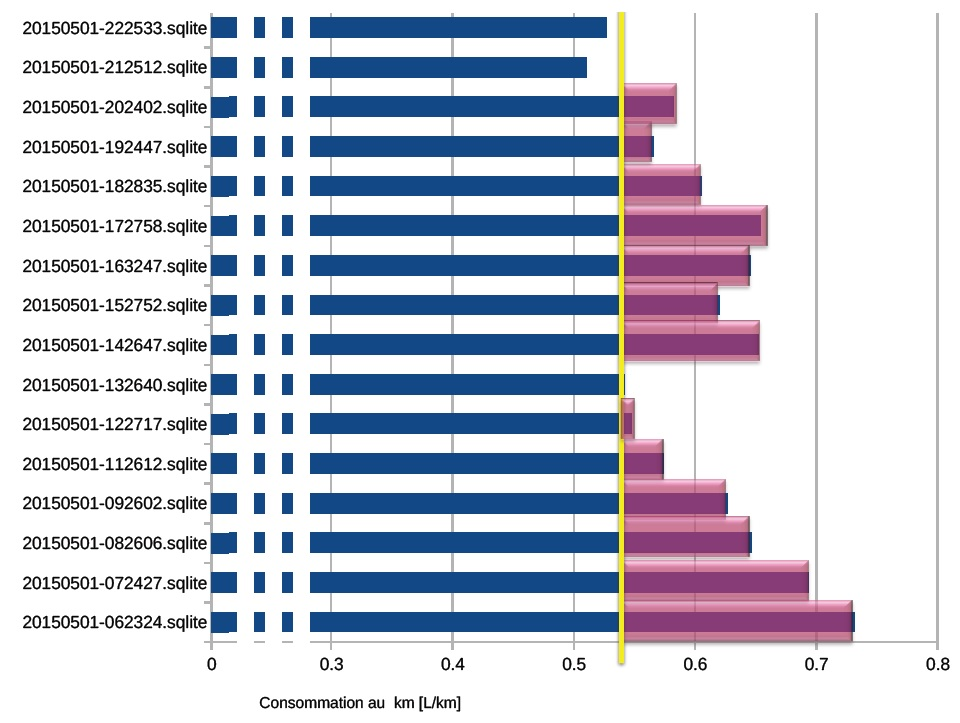 20150501-222533.sqlite
20150501-212512.sqlite
20150501-202402.sqlite
20150501-192447.sqlite
20150501-182835.sqlite
20150501-172758.sqlite
20150501-163247.sqlite
20150501-152752.sqlite
20150501-142647.sqlite
20150501-132640.sqlite
20150501-122717.sqlite
20150501-112612.sqlite
20150501-092602.sqlite
20150501-082606.sqlite
20150501-072427.sqlite
20150501-062324.sqlite
0 0.3 0.4 0.5 0.6 0.7 0.8
Consommation au km [L/km]